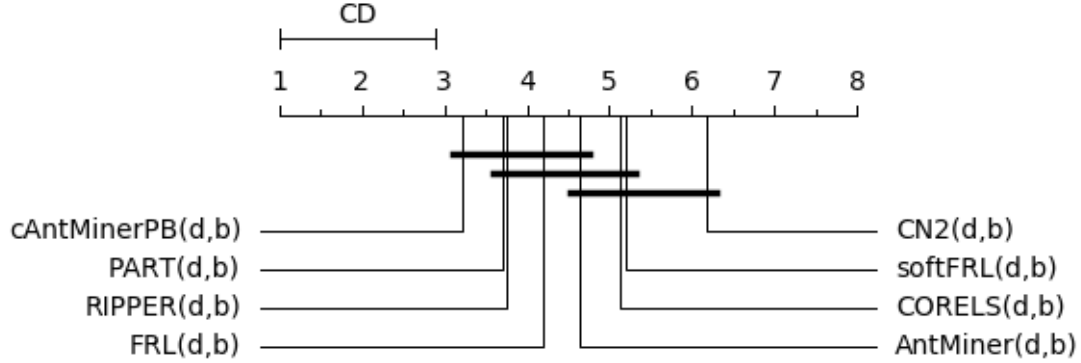 CD
1 2 3 4 5 6 7 8
cAntMinerPB(d,b) CN2(d,b)
PART(d,b) softFRL(d,b)
RIPPER(d,b) CORELS(d,b)
FRL(d,b) AntMiner(d,b)